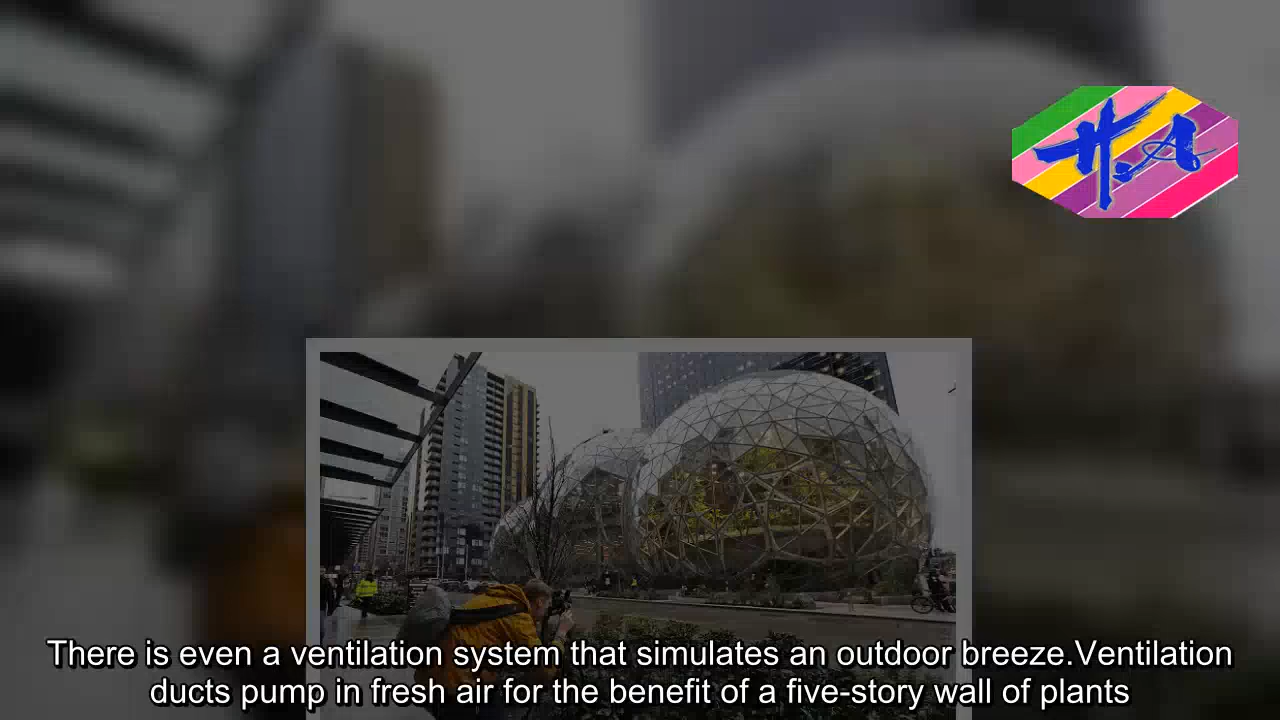 H.A
There is even a ventilation system that simulates an outdoor breeze.Ventilation
ducts pump in fresh air for the benefit of a five-story wall of plants